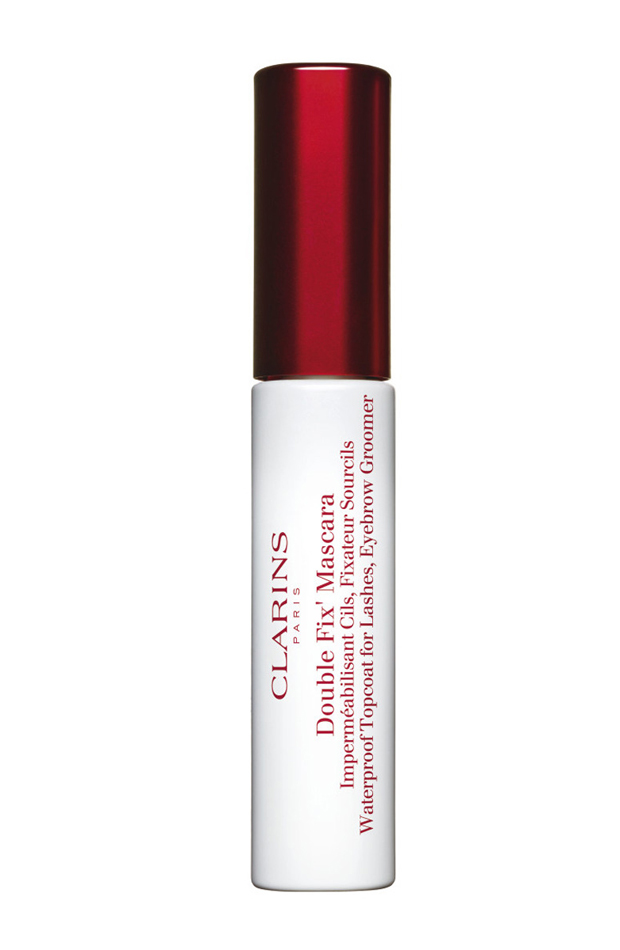 CLARINS
PARIS
Double Fix' Mascara
Imperméabilisant Cils, Fixateur Sourcils
Waterproof Topcoat for Lashes, Eyebrow Groomer